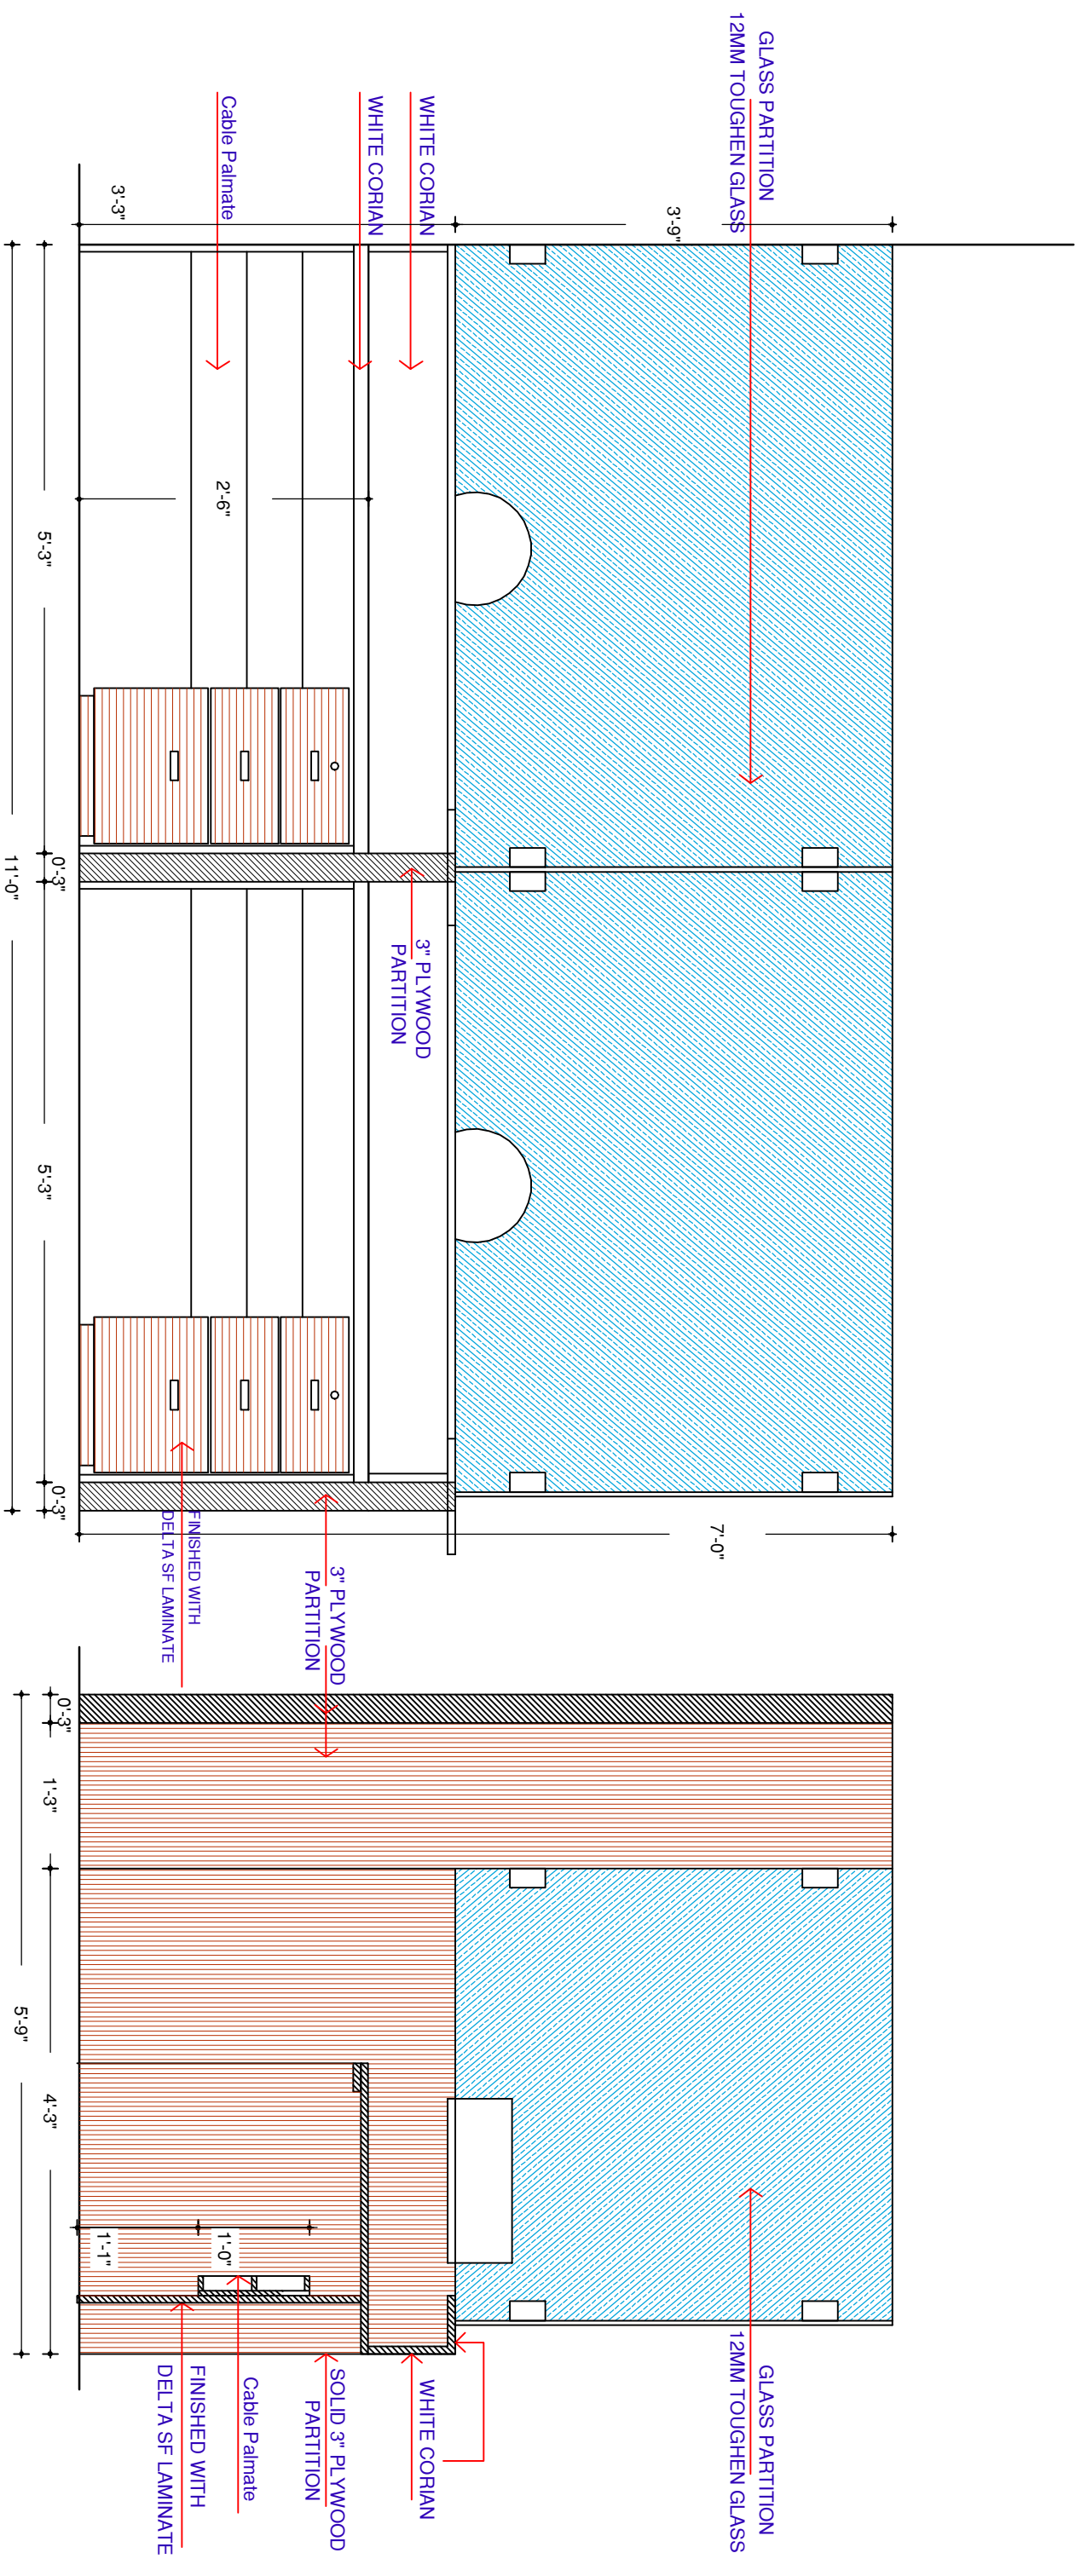 GLASS PARTITION
12MM TOUGHEN GLASS
WHITE CORIAN
WHITE CORIAN
Cable Palmate
3'-9"
3'-3"
2'-6"
3" PLYWOOD
PARTITION
5'-3"
0'-3"
5'-3"
0'-3"
11'-0"
7'-0"
FINISHED WITH
DELTA SF LAMINATE
3" PLYWOOD
PARTITION
0'-3"
1'-3"
4'-3"
5'-9"
1'-0"
1'-1"
GLASS PARTITION
12MM TOUGHEN GLASS
WHITE CORIAN
SOLID 3" PLYWOOD
PARTITION
Cable Palmate
FINISHED WITH
DELTA SF LAMINATE